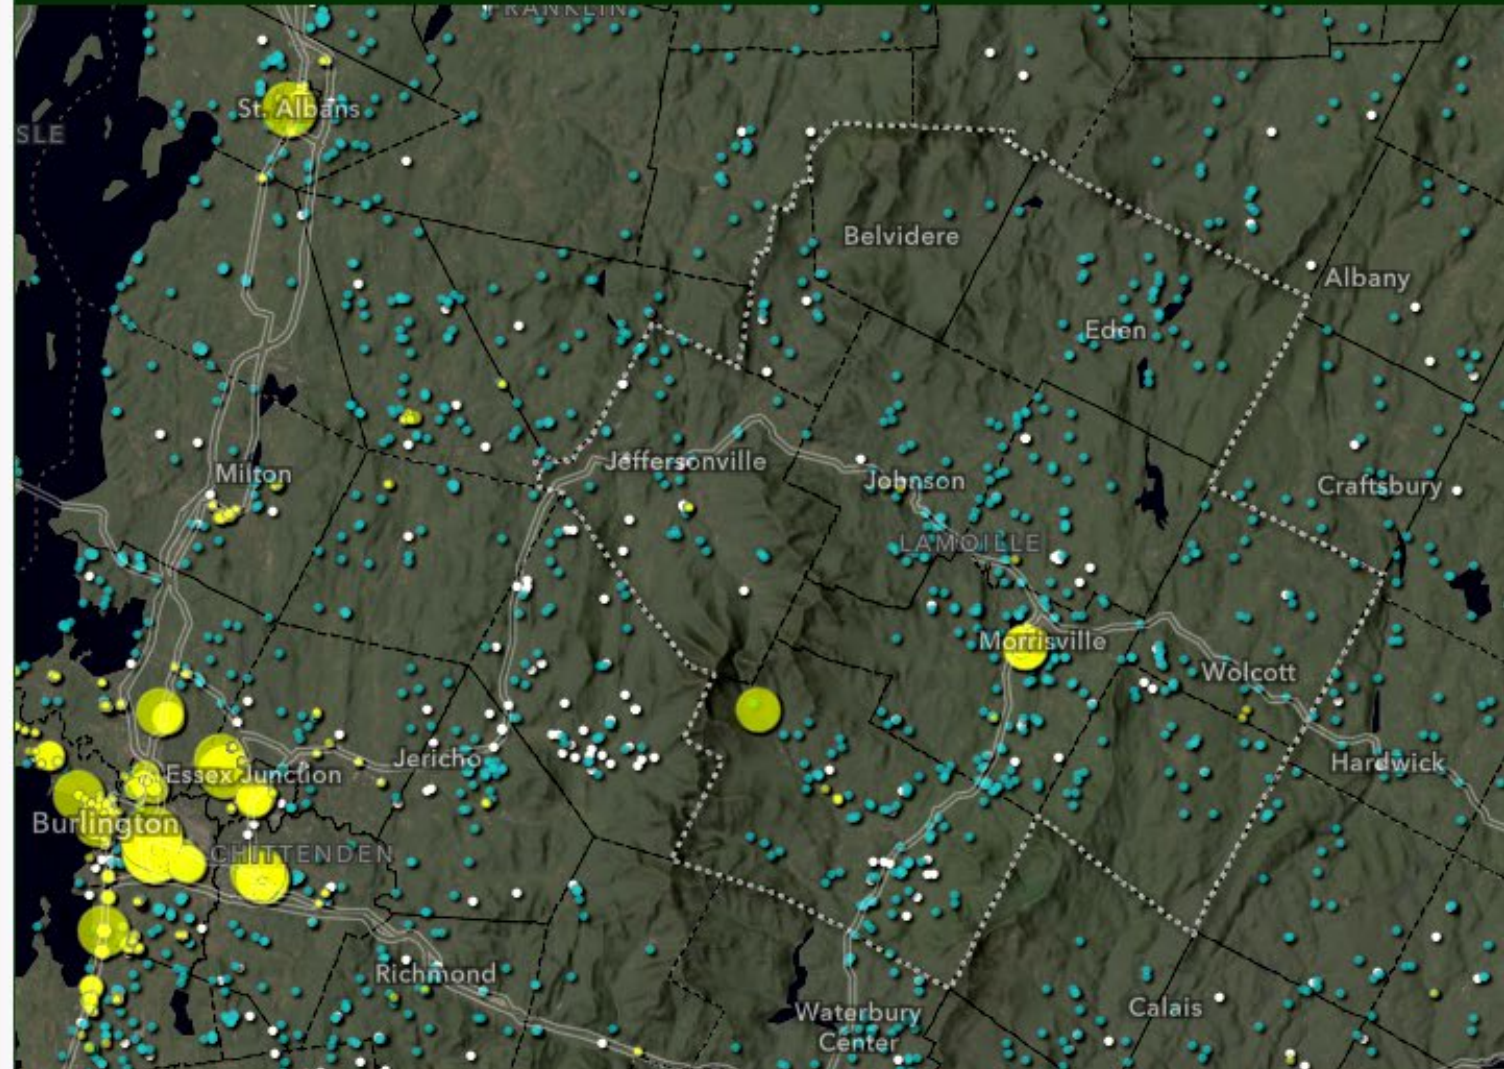 FRANKLIN
St. Albans
SLE
Belvidere
Albany
Eden
Jeffersonville
Milton
Johnson
Craftsbury
LAMOILLE
Morrisville
Wolcott
Jericho
Hardwick
Essex Junction
Burlington
CHITTENDEN
Richmond
Calais
Waterbury
Center